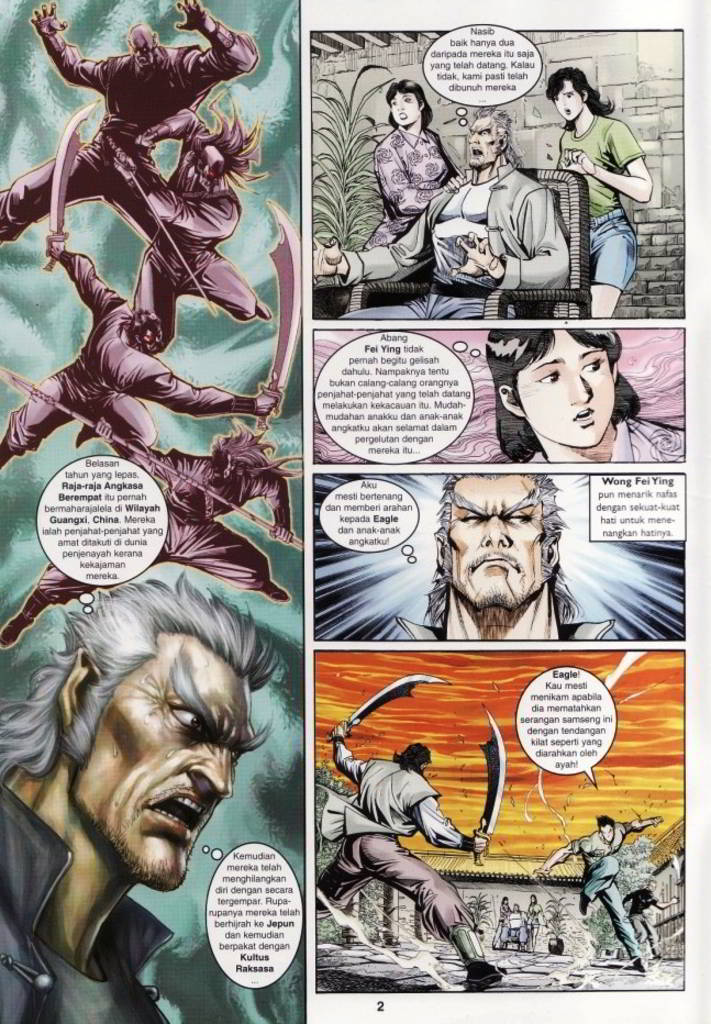 Belasan
tahun yang lepas,
Raja-raja Angkasa
Berempat itu pernah
bermaharajalela di Wilayah
Guangxi, China. Mereka
ialah penjahat-penjahat yang
amat ditakuti di dunia
penjenayah kerana
kekejaman
mereka.
Kemudian
mereka telah
menghilangkan
diri dengan secara
tergempar. Rupa-
rupanya mereka telah
berhijrah ke Jepun
dan kemudian
berpakat dengan
Kultus
Raksasa
...
Nasib
baik hanya dua
daripada mereka itu saja
yang telah datang. Kalau
tidak, kami pasti telah
dibunuh mereka
...
Abang
Fei Ying tidak
pernah begitu gelisah
dahulu. Nampaknya tentu
bukan calang-calang orangnya
penjahat-penjahat yang telah datang
melakukan kekacauan itu. Mudah-
mudahan anakku dan anak-anak
angkatku akan selamat dalam
pergelutan dengan
mereka itu...
Aku
mesti bertenang
dan memberi arahan
kepada Eagle
dan anak-anak
angkatku!
Wong Fei Ying
pun menarik nafas
dengan sekuat-kuat
hati untuk mene-
nangkan hatinya.
Eagle!
Kau mesti
menikam apabila
dia mematahkan
serangan samseng ini
dengan tendangan
kilat seperti yang
diarahkan oleh
ayah!
2